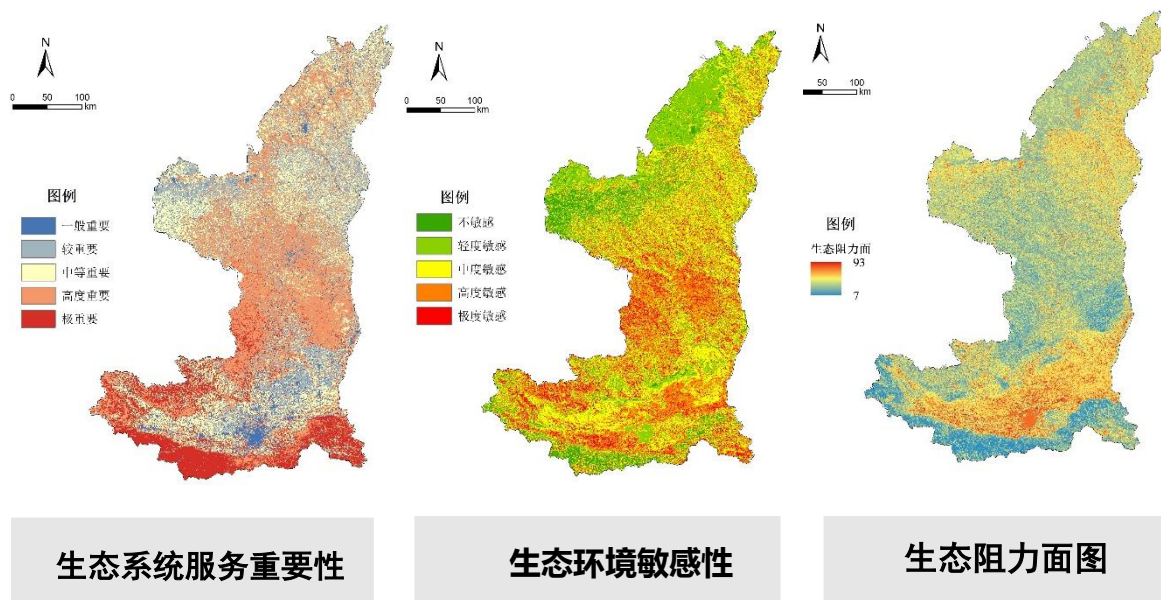 N
0 50 100
km
图例
一般重要
较重要
中等重要
高度重要
极重要
生态系统服务重要性
N
0 50 100
km
图例
不敏感
轻度敏感
中度敏感
高度敏感
极度敏感
生态环境敏感性
N
0 50 100
km
图例
生态阻力面
93
7
生态阻力面图